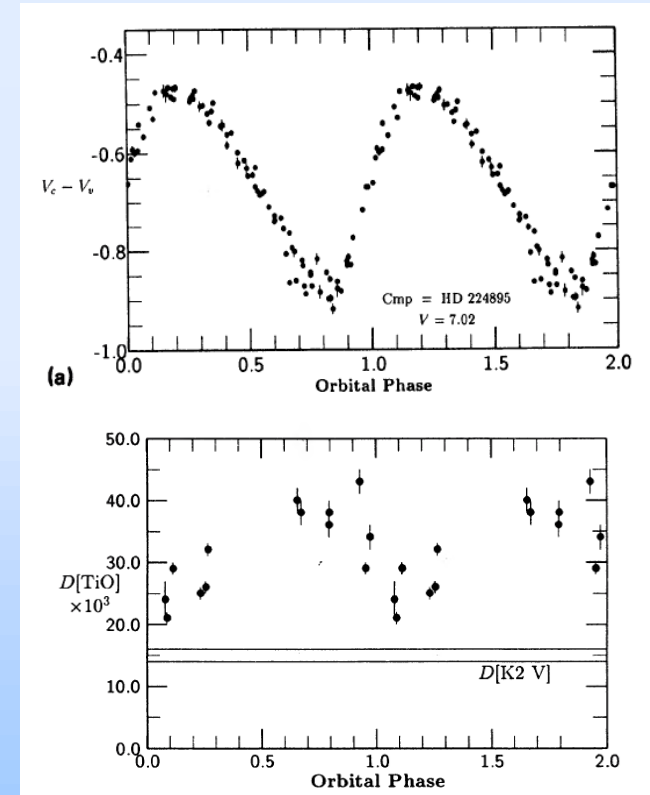 -0.4
-0.6
V_c − V_v
-0.8
Cmp = HD 224895
V = 7.02
-1.0
0.0 0.5 1.0 1.5 2.0
(a)
Orbital Phase
50.0
40.0
30.0
D[TiO]
×10³
20.0
D[K2 V]
10.0
0.0
0.0 0.5 1.0 1.5 2.0
Orbital Phase